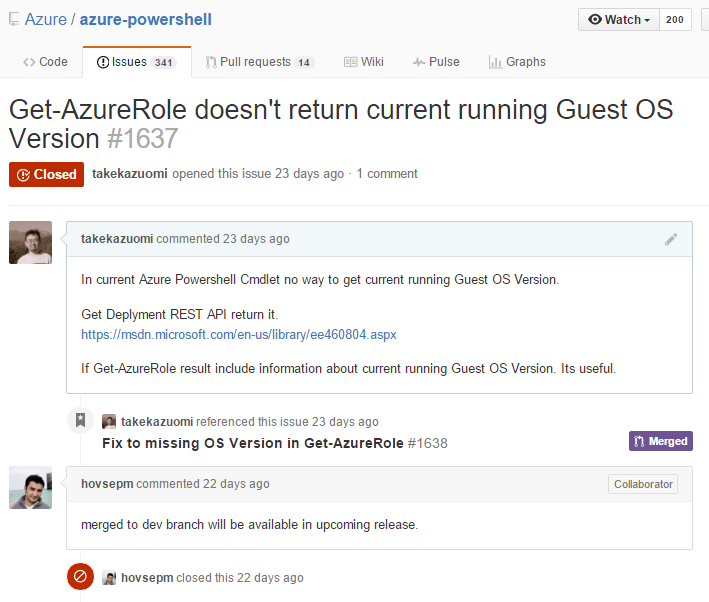 Azure / azure-powershell
Watch 200
Code Issues 341 Pull requests 14 Wiki Pulse Graphs
Get-AzureRole doesn't return current running Guest OS
Version #1637
Closed takekazuomi opened this issue 23 days ago · 1 comment
takekazuomi commented 23 days ago
In current Azure Powershell Cmdlet no way to get current running Guest OS Version.
Get Deplyment REST API return it.
https://msdn.microsoft.com/en-us/library/ee460804.aspx
If Get-AzureRole result include information about current running Guest OS Version. Its useful.
takekazuomi referenced this issue 23 days ago
Fix to missing OS Version in Get-AzureRole #1638 Merged
hovsepm commented 22 days ago Collaborator
merged to dev branch will be available in upcoming release.
hovsepm closed this 22 days ago